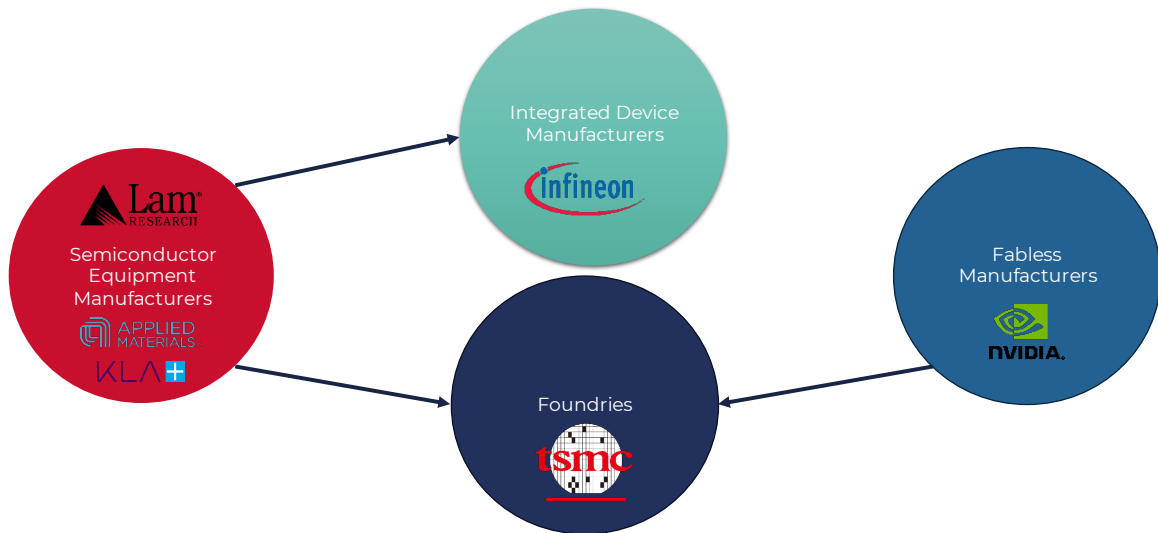 Integrated Device
Manufacturers
infineon
Lam®
RESEARCH
Semiconductor
Equipment
Manufacturers
APPLIED
MATERIALS
KLA
Foundries
tsmc
Fabless
Manufacturers
NVIDIA.